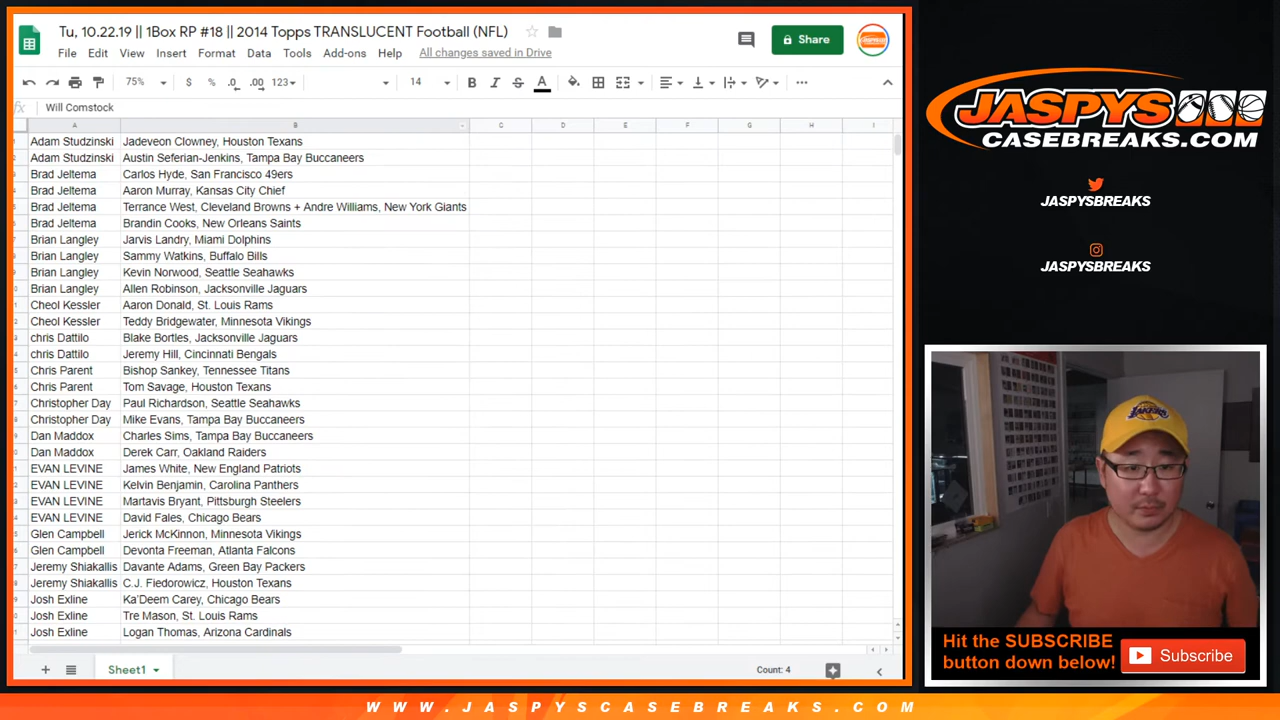 Tu, 10.22.19 || 1Box RP #18 || 2014 Topps TRANSLUCENT Football (NFL)
File Edit View Insert Format Data Tools Add-ons Help All changes saved in Drive
Share
75% $ % .0 .00 123 14 B I S A
fx Will Comstock
A B C D E F G H I
Adam Studzinski Jadeveon Clowney, Houston Texans
Adam Studzinski Austin Seferian-Jenkins, Tampa Bay Buccaneers
Brad Jeltema Carlos Hyde, San Francisco 49ers
Brad Jeltema Aaron Murray, Kansas City Chief
Brad Jeltema Terrance West, Cleveland Browns + Andre Williams, New York Giants
Brad Jeltema Brandin Cooks, New Orleans Saints
Brian Langley Jarvis Landry, Miami Dolphins
Brian Langley Sammy Watkins, Buffalo Bills
Brian Langley Kevin Norwood, Seattle Seahawks
Brian Langley Allen Robinson, Jacksonville Jaguars
Cheol Kessler Aaron Donald, St. Louis Rams
Cheol Kessler Teddy Bridgewater, Minnesota Vikings
chris Dattilo Blake Bortles, Jacksonville Jaguars
chris Dattilo Jeremy Hill, Cincinnati Bengals
Chris Parent Bishop Sankey, Tennessee Titans
Chris Parent Tom Savage, Houston Texans
Christopher Day Paul Richardson, Seattle Seahawks
Christopher Day Mike Evans, Tampa Bay Buccaneers
Dan Maddox Charles Sims, Tampa Bay Buccaneers
Dan Maddox Derek Carr, Oakland Raiders
EVAN LEVINE James White, New England Patriots
EVAN LEVINE Kelvin Benjamin, Carolina Panthers
EVAN LEVINE Martavis Bryant, Pittsburgh Steelers
EVAN LEVINE David Fales, Chicago Bears
Glen Campbell Jerick McKinnon, Minnesota Vikings
Glen Campbell Devonta Freeman, Atlanta Falcons
Jeremy Shiakallis Davante Adams, Green Bay Packers
Jeremy Shiakallis C.J. Fiedorowicz, Houston Texans
Josh Exline Ka'Deem Carey, Chicago Bears
Josh Exline Tre Mason, St. Louis Rams
Josh Exline Logan Thomas, Arizona Cardinals
Sheet1
Count: 4
JASPYS
CASEBREAKS.COM
JASPYSBREAKS
JASPYSBREAKS
LAKERS
Hit the SUBSCRIBE
button down below!
Subscribe
WWW.JASPYSCASEBREAKS.COM